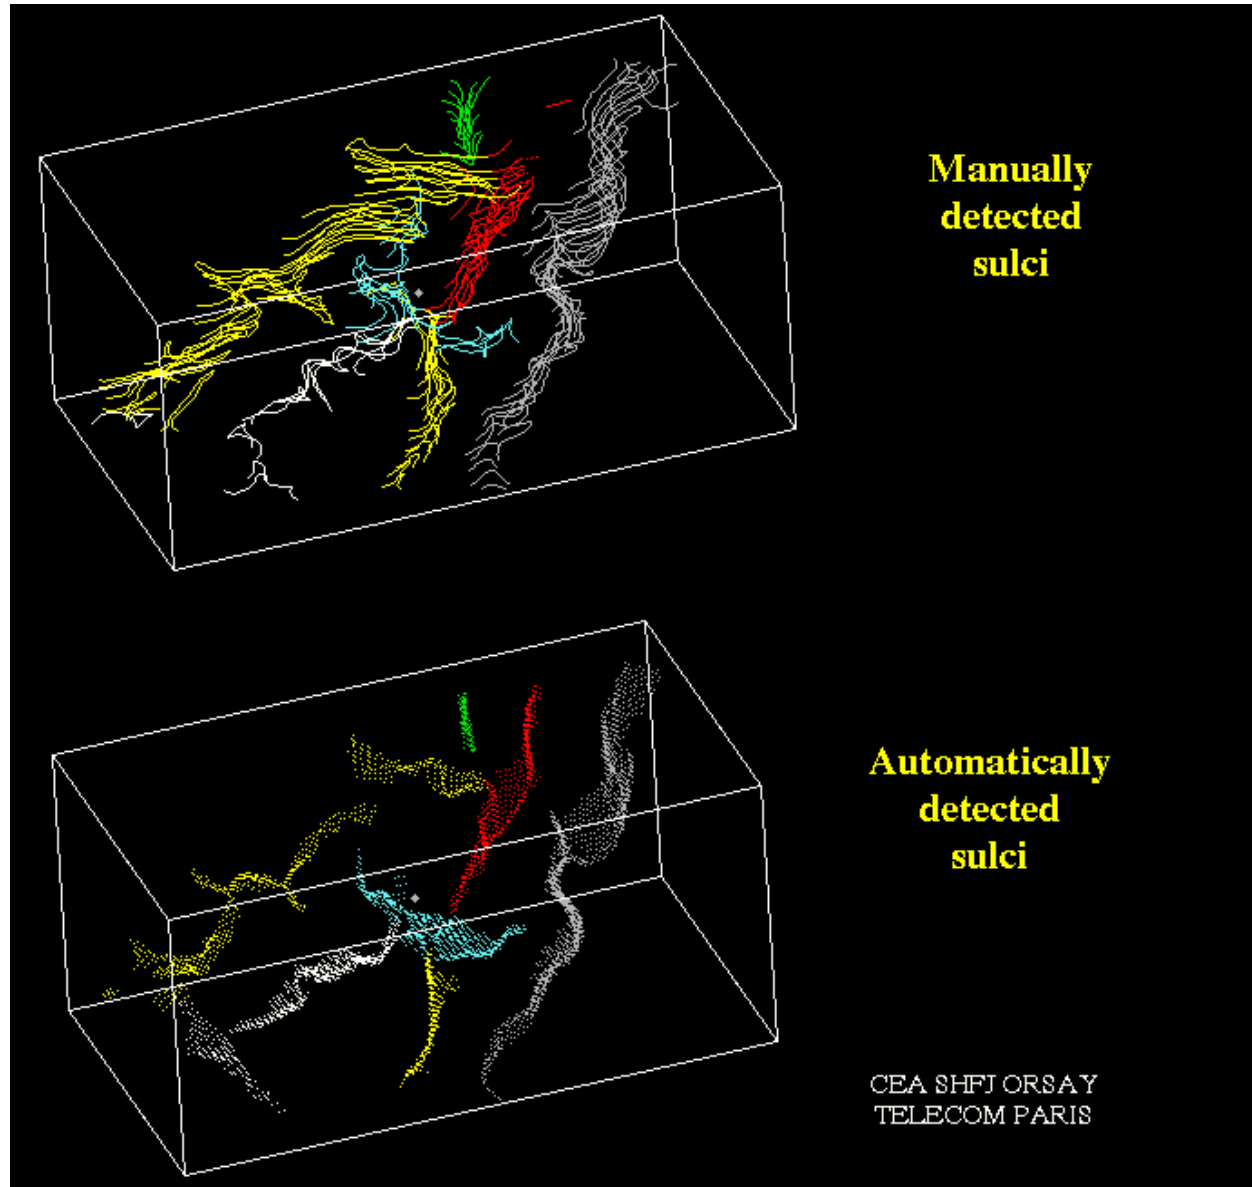 Manually
detected
sulci
Automatically
detected
sulci
CEA SHFJ ORSAY
TELECOM PARIS